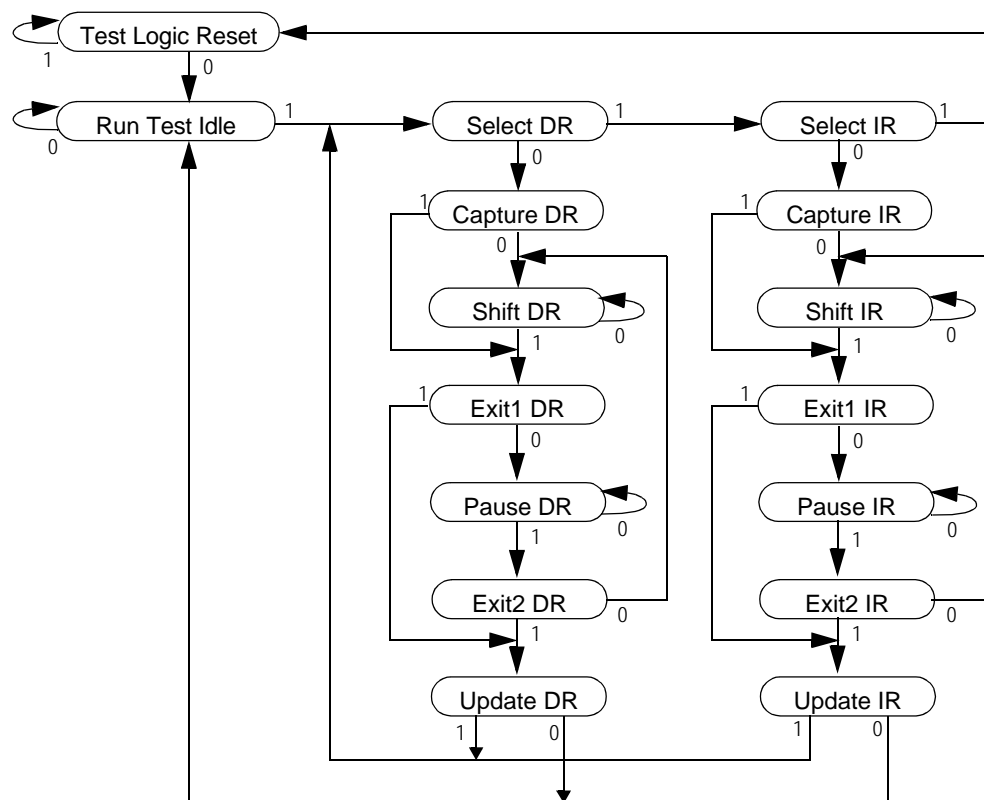 Test Logic Reset
1
0
Run Test Idle
0
1
Select DR
1
0
Select IR
1
0
Capture DR
1
0
Capture IR
1
0
Shift DR
0
1
Shift IR
0
1
Exit1 DR
1
0
Exit1 IR
1
0
Pause DR
0
1
Pause IR
0
1
Exit2 DR
0
1
Exit2 IR
0
1
Update DR
1
0
Update IR
1
0